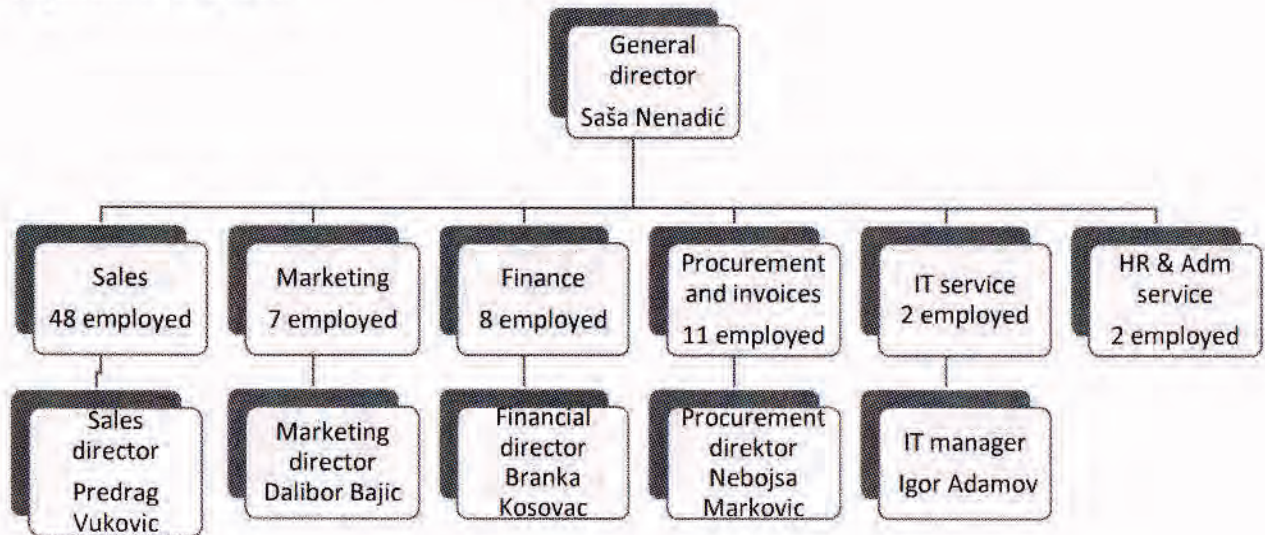 General
director
Saša Nenadić
Sales
48 employed
Marketing
7 employed
Finance
8 employed
Procurement
and invoices
11 employed
IT service
2 employed
HR & Adm
service
2 employed
Sales
director
Predrag
Vukovic
Marketing
director
Dalibor Bajic
Financial
director
Branka
Kosovac
Procurement
direktor
Nebojsa
Markovic
IT manager
Igor Adamov